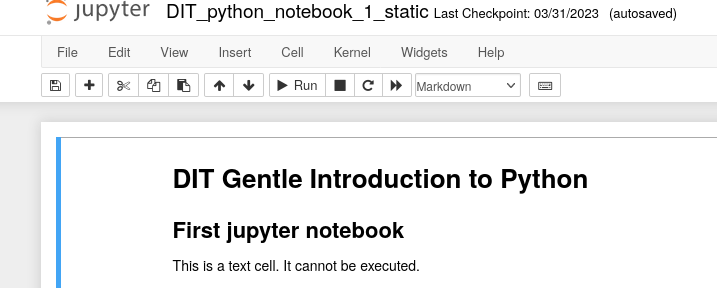 jupyter DIT_python_notebook_1_static Last Checkpoint: 03/31/2023 (autosaved)
File Edit View Insert Cell Kernel Widgets Help
Run Markdown
DIT Gentle Introduction to Python
First jupyter notebook
This is a text cell. It cannot be executed.